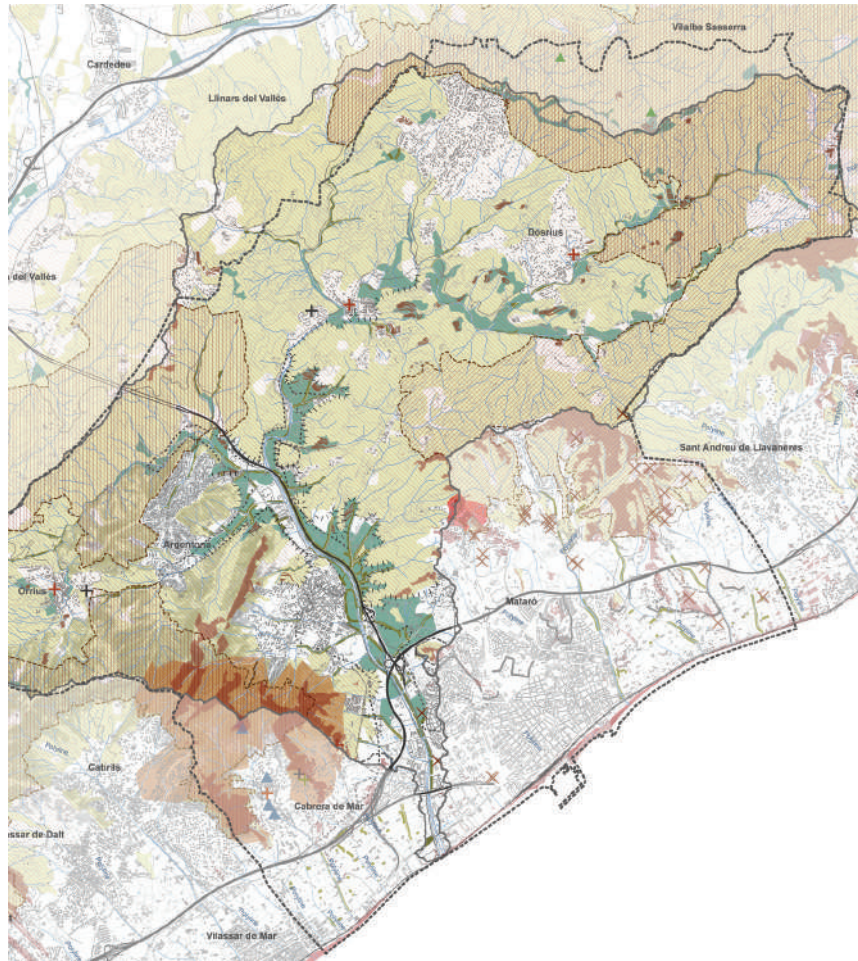 Vilalba Sasserra
Cardedeu
Llinars del Vallès
Dosrius
del Vallès
Sant Andreu de Llavaneres
Argentona
Òrrius
Mataró
Cabrils
Cabrera de Mar
assar de Dalt
Vilassar de Mar